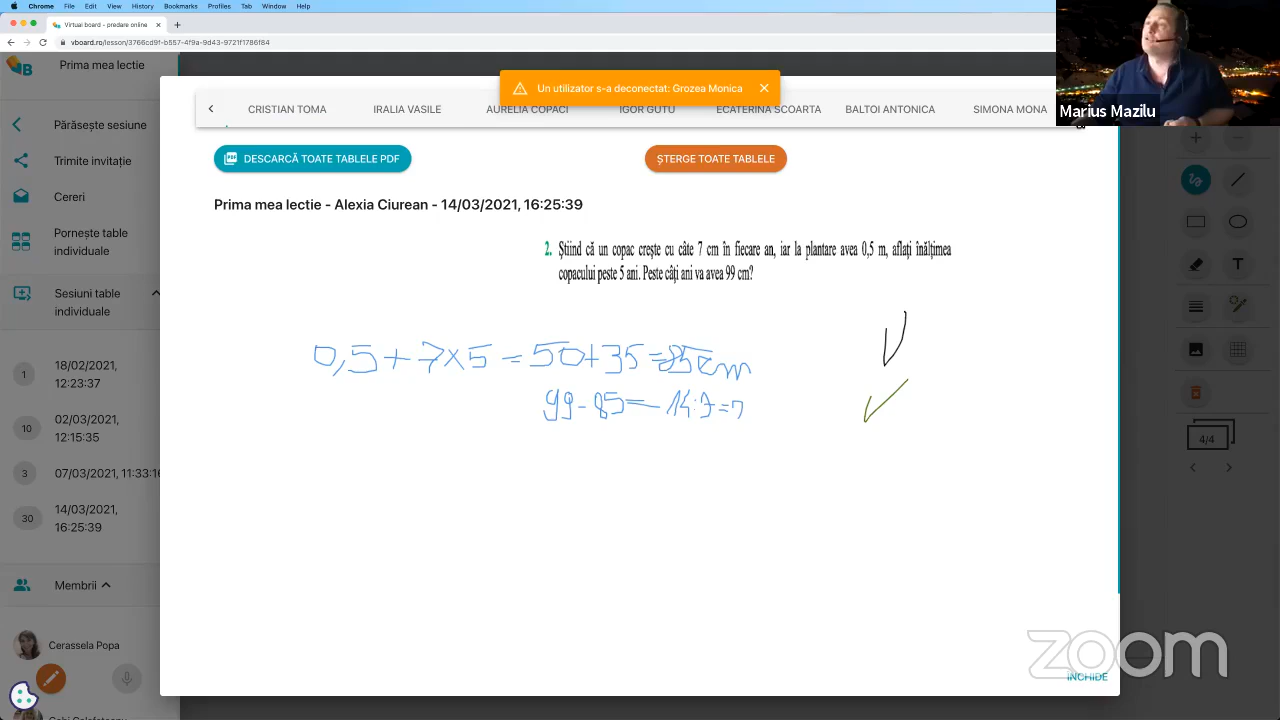 Chrome File Edit View History Bookmarks Profiles Tab Window Help
Virtual board - predare online
vboard.ro/lesson/3766cd9f-b557-4f9a-9d43-9721f1786f84
Prima mea lectie
Părăsește sesiune
Trimite invitație
Cereri
Pornește table
individuale
Sesiuni table
individuale
1 18/02/2021
12:23:37
10 02/03/2021
12:15:35
3 07/03/2021 11:33:16
30 14/03/2021
16:25:39
Membrii
Cerassela Popa
Un utilizator s-a deconectat: Grozea Monica
CRISTIAN TOMA IRALIA VASILE AURELIA COPACI IGOR GUTU ECATERINA SCOARTA BALTOI ANTONICA SIMONA MONA
DESCARCĂ TOATE TABLELE PDF
ȘTERGE TOATE TABLELE
Prima mea lectie - Alexia Ciurean - 14/03/2021, 16:25:39
2. Știind că un copac crește cu câte 7 cm în fiecare an, iar la plantare avea 0,5 m, aflați înălțimea
copacului peste 5 ani. Peste câți ani va avea 99 cm?
0,5 + 7 x 5 = 50 + 35 = 85 cm
99 - 85 = 14 : 7 = 2
Marius Mazilu
T
4/4
zoom
ÎNCHIDE